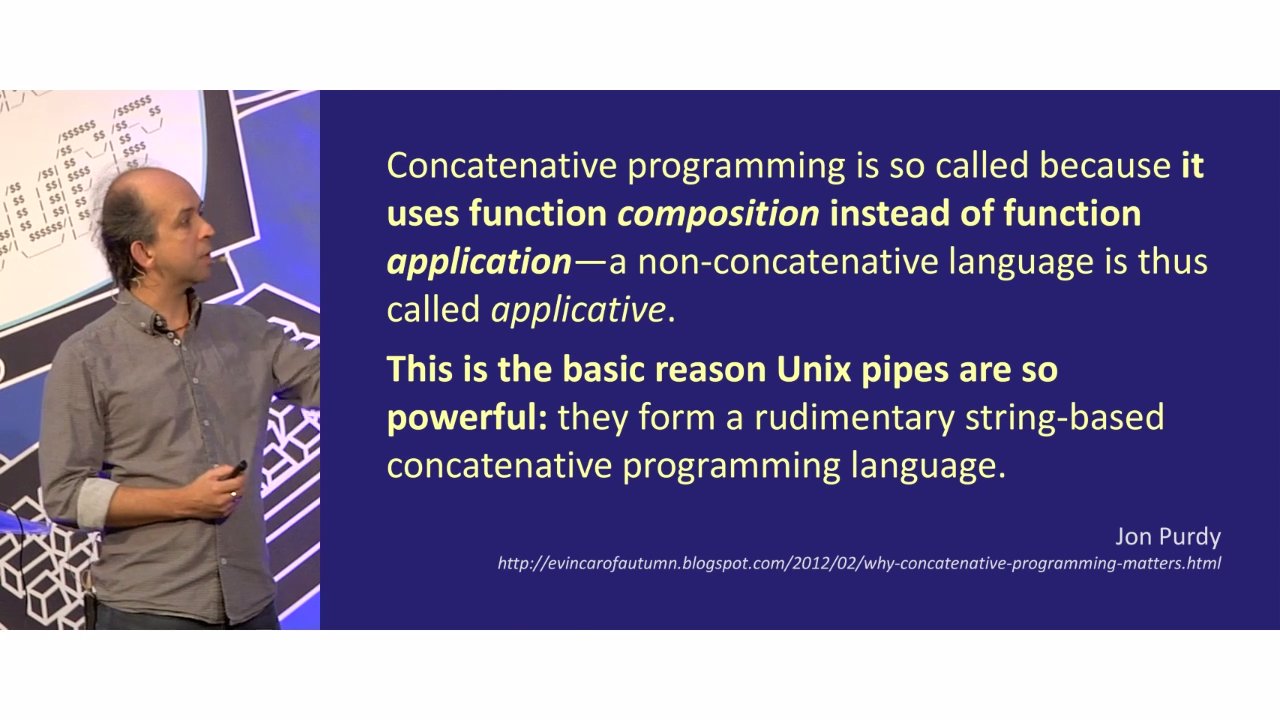 Concatenative programming is so called because it
uses function composition instead of function
application—a non-concatenative language is thus
called applicative.
This is the basic reason Unix pipes are so
powerful: they form a rudimentary string-based
concatenative programming language.
Jon Purdy
http://evincarofautumn.blogspot.com/2012/02/why-concatenative-programming-matters.html